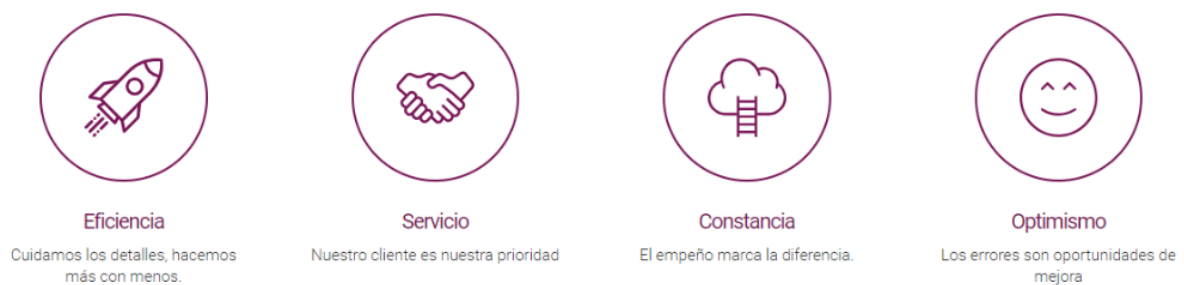 Eficiencia
Cuidamos los detalles, hacemos
más con menos.
Servicio
Nuestro cliente es nuestra prioridad
Constancia
El empeño marca la diferencia.
Optimismo
Los errores son oportunidades de
mejora